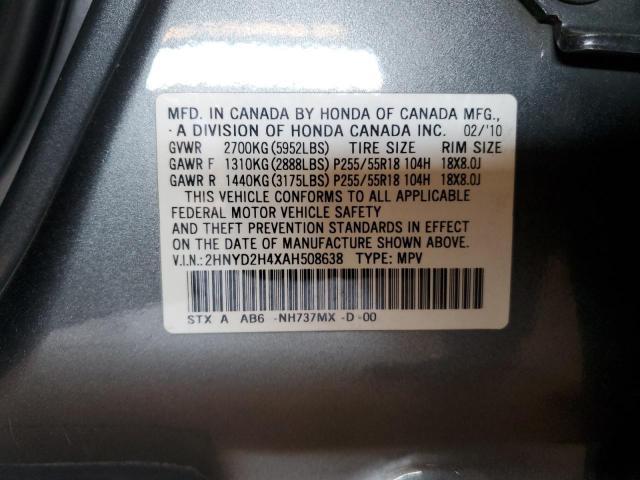 MFD. IN CANADA BY HONDA OF CANADA MFG.,
· A DIVISION OF HONDA CANADA INC. 02/'10
GVWR 2700KG(5952LBS) TIRE SIZE RIM SIZE
GAWR F 1310KG(2888LBS)P255/55R18 104H 18X8.0J
GAWR R 1440KG(3175LBS)P255/55R18 104H 18X8.0J
THIS VEHICLE CONFORMS TO ALL APPLICABLE
FEDERAL MOTOR VEHICLE SAFETY
AND THEFT PREVENTION STANDARDS IN EFFECT
ON THE DATE OF MANUFACTURE SHOWN ABOVE.
V.I.N.: 2HNYD2H4XAH508638 TYPE: MPV
STX A AB6 -NH737MX -D -00